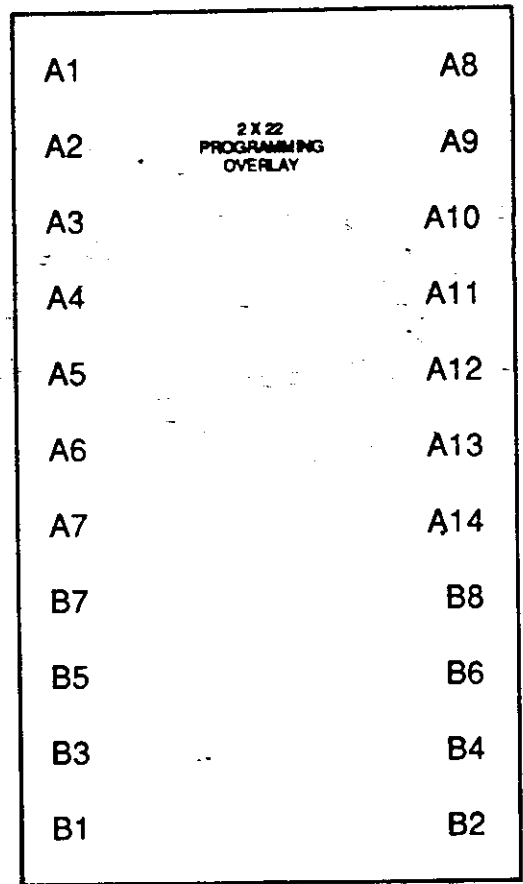 A1 A8
2 X 22
A2 PROGRAMMING A9
OVERLAY
A3 A10
A4 A11
A5 A12
A6 A13
A7 A14
B7 B8
B5 B6
B3 B4
B1 B2